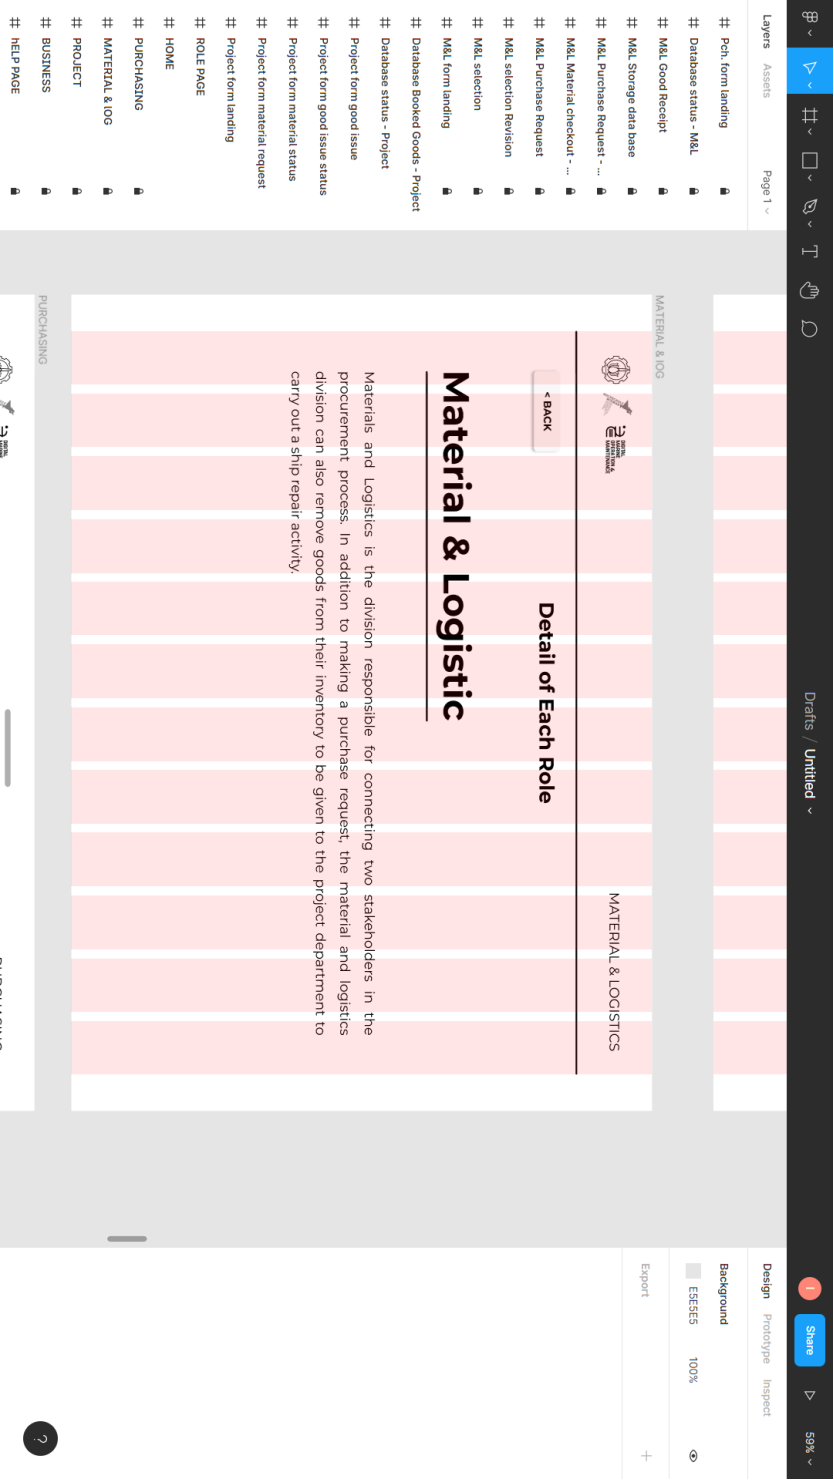 Drafts / Untitled
Share
59%
Layers
Assets
Page 1
Pch. form landing
Database status - M&L
M&L Good Receipt
M&L Storage data base
M&L Purchase Request - ...
M&L Material checkout - ...
M&L Purchase Request
M&L selection Revision
M&L selection
M&L form landing
Database Booked Goods - Project
Database status - Project
Project form good issue
Project form good issue status
Project form material status
Project form material request
Project form landing
ROLE PAGE
HOME
PURCHASING
MATERIAL & lOG
PROJECT
BUSINESS
hELP PAGE
MATERIAL & lOG
DIGITAL
MARINE
OPERATION &
MAINTENANCE
MATERIAL & LOGISTICS
< BACK
Detail of Each Role
Material & Logistic
Materials and Logistics is the division responsible for connecting two stakeholders in the
procurement process. In addition to making a purchase request, the material and logistics
division can also remove goods from their inventory to be given to the project department to
carry out a ship repair activity.
PURCHASING
Design
Prototype
Inspect
Background
E5E5E5
100%
Export
+
?